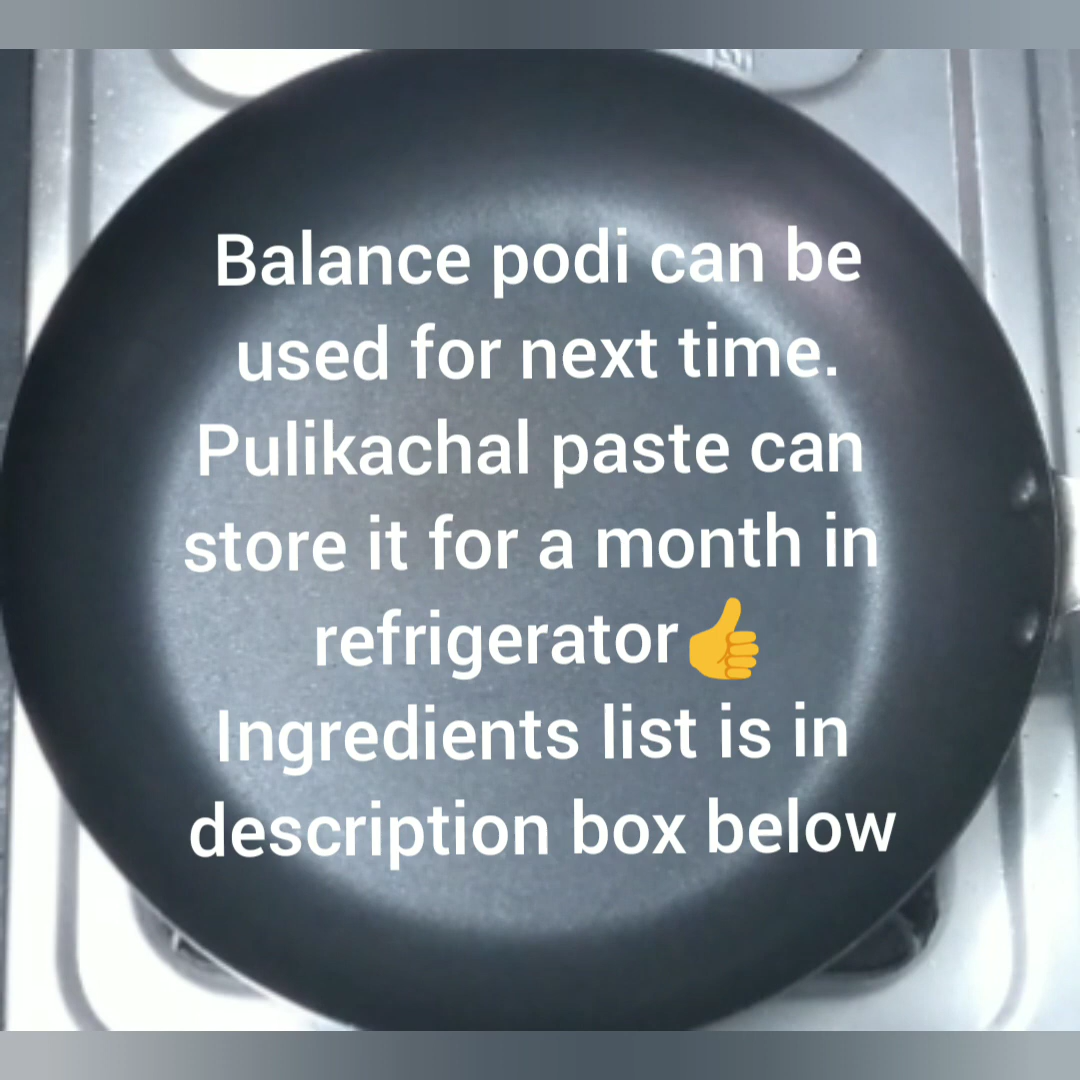 Balance podi can be
used for next time.
Pulikachal paste can
store it for a month in
refrigerator👍
Ingredients list is in
description box below